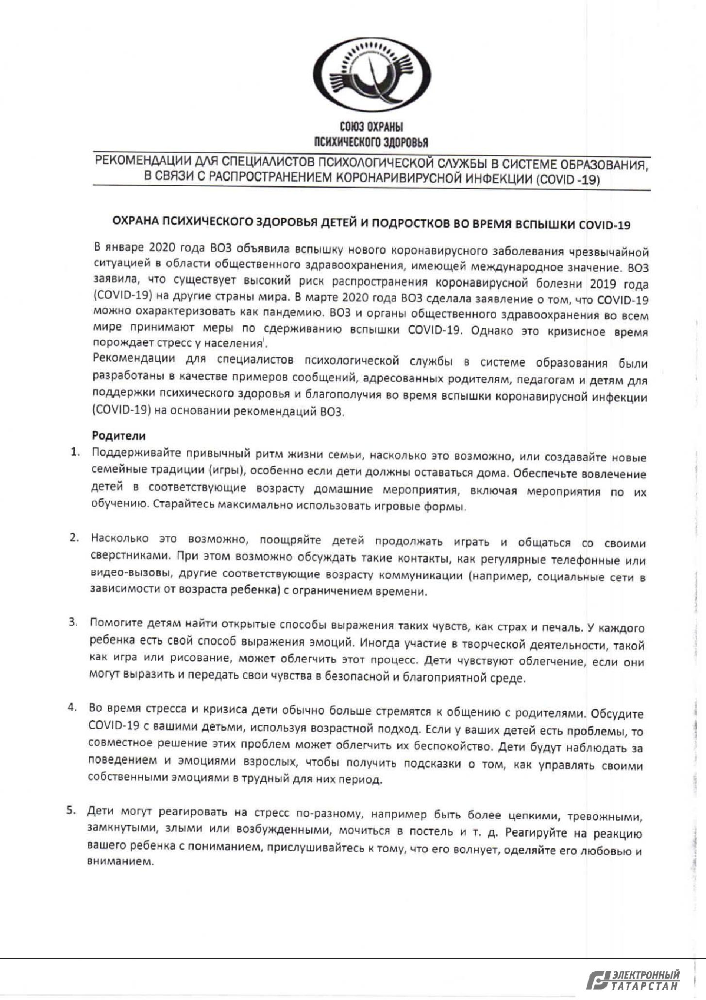 СОЮЗ ОХРАНЫ
ПСИХИЧЕСКОГО ЗДОРОВЬЯ
РЕКОМЕНДАЦИИ ДЛЯ СПЕЦИАЛИСТОВ ПСИХОЛОГИЧЕСКОЙ СЛУЖБЫ В СИСТЕМЕ ОБРАЗОВАНИЯ,
В СВЯЗИ С РАСПРОСТРАНЕНИЕМ КОРОНАРИВИРУСНОЙ ИНФЕКЦИИ (COVID -19)
ОХРАНА ПСИХИЧЕСКОГО ЗДОРОВЬЯ ДЕТЕЙ И ПОДРОСТКОВ ВО ВРЕМЯ ВСПЫШКИ COVID-19
В январе 2020 года ВОЗ объявила вспышку нового коронавирусного заболевания чрезвычайной
ситуацией в области общественного здравоохранения, имеющей международное значение. ВОЗ
заявила, что существует высокий риск распространения коронавирусной болезни 2019 года
(COVID-19) на другие страны мира. В марте 2020 года ВОЗ сделала заявление о том, что COVID-19
можно охарактеризовать как пандемию. ВОЗ и органы общественного здравоохранения во всем
мире принимают меры по сдерживанию вспышки COVID-19. Однако это кризисное время
порождает стресс у населенияⁱ.
Рекомендации для специалистов психологической службы в системе образования были
разработаны в качестве примеров сообщений, адресованных родителям, педагогам и детям для
поддержки психического здоровья и благополучия во время вспышки коронавирусной инфекции
(COVID-19) на основании рекомендаций ВОЗ.
Родители
1. Поддерживайте привычный ритм жизни семьи, насколько это возможно, или создавайте новые
семейные традиции (игры), особенно если дети должны оставаться дома. Обеспечьте вовлечение
детей в соответствующие возрасту домашние мероприятия, включая мероприятия по их
обучению. Старайтесь максимально использовать игровые формы.
2. Насколько это возможно, поощряйте детей продолжать играть и общаться со своими
сверстниками. При этом возможно обсуждать такие контакты, как регулярные телефонные или
видео-вызовы, другие соответствующие возрасту коммуникации (например, социальные сети в
зависимости от возраста ребенка) с ограничением времени.
3. Помогите детям найти открытые способы выражения таких чувств, как страх и печаль. У каждого
ребенка есть свой способ выражения эмоций. Иногда участие в творческой деятельности, такой
как игра или рисование, может облегчить этот процесс. Дети чувствуют облегчение, если они
могут выразить и передать свои чувства в безопасной и благоприятной среде.
4. Во время стресса и кризиса дети обычно больше стремятся к общению с родителями. Обсудите
COVID-19 с вашими детьми, используя возрастной подход. Если у ваших детей есть проблемы, то
совместное решение этих проблем может облегчить их беспокойство. Дети будут наблюдать за
поведением и эмоциями взрослых, чтобы получить подсказки о том, как управлять своими
собственными эмоциями в трудный для них период.
5. Дети могут реагировать на стресс по-разному, например быть более цепкими, тревожными,
замкнутыми, злыми или возбужденными, мочиться в постель и т. д. Реагируйте на реакцию
вашего ребенка с пониманием, прислушивайтесь к тому, что его волнует, оделяйте его любовью и
вниманием.
ЭЛЕКТРОННЫЙ
ТАТАРСТАН